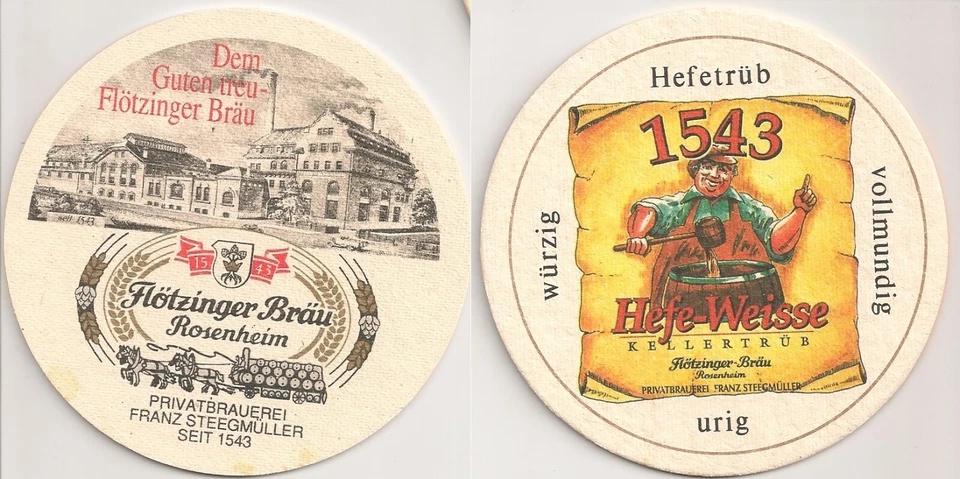 Dem
Guten treu-
Flötzinger Bräu
seit 1543
15 43
Flötzinger Bräu
Rosenheim
PRIVATBRAUEREI
FRANZ STEEGMÜLLER
SEIT 1543
Hefetrüb
würzig
vollmundig
1543
Hefe-Weisse
KELLERTRÜB
Flötzinger-Bräu
Rosenheim
PRIVATBRAUEREI FRANZ STEEGMÜLLER
urig